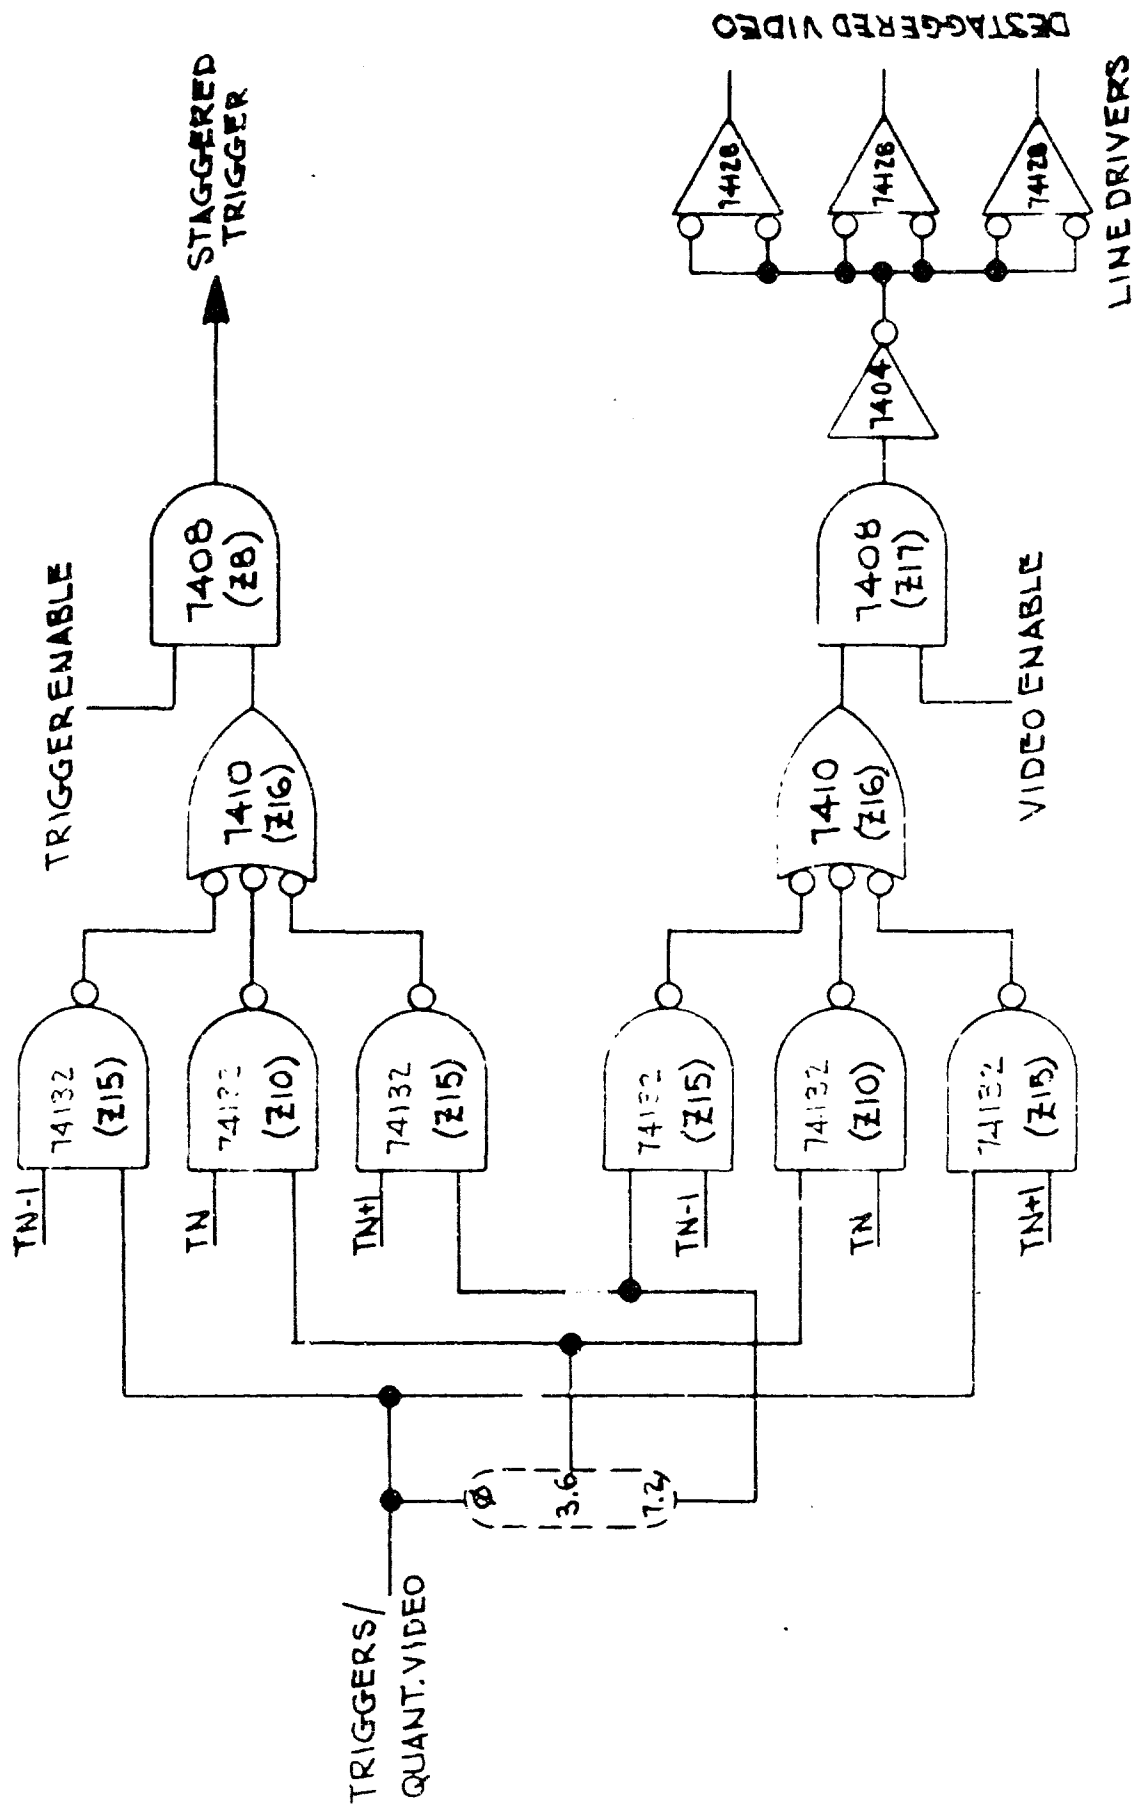 TRIGGERS/
QUANT. VIDEO
Ø
3.6
7.2
TN-1
74132
(Z15)
TN
(Z10)
TN+1
74132
(Z15)
TN-1
74132
(Z15)
TN
74132
(Z10)
TN+1
74132
(Z15)
7410
(Z16)
7410
(Z16)
TRIGGER ENABLE
7408
(Z8)
STAGGERED
TRIGGER
VIDEO ENABLE
7408
(Z17)
7404
74128
74128
74128
LINE DRIVERS
DESTAGGERED VIDEO